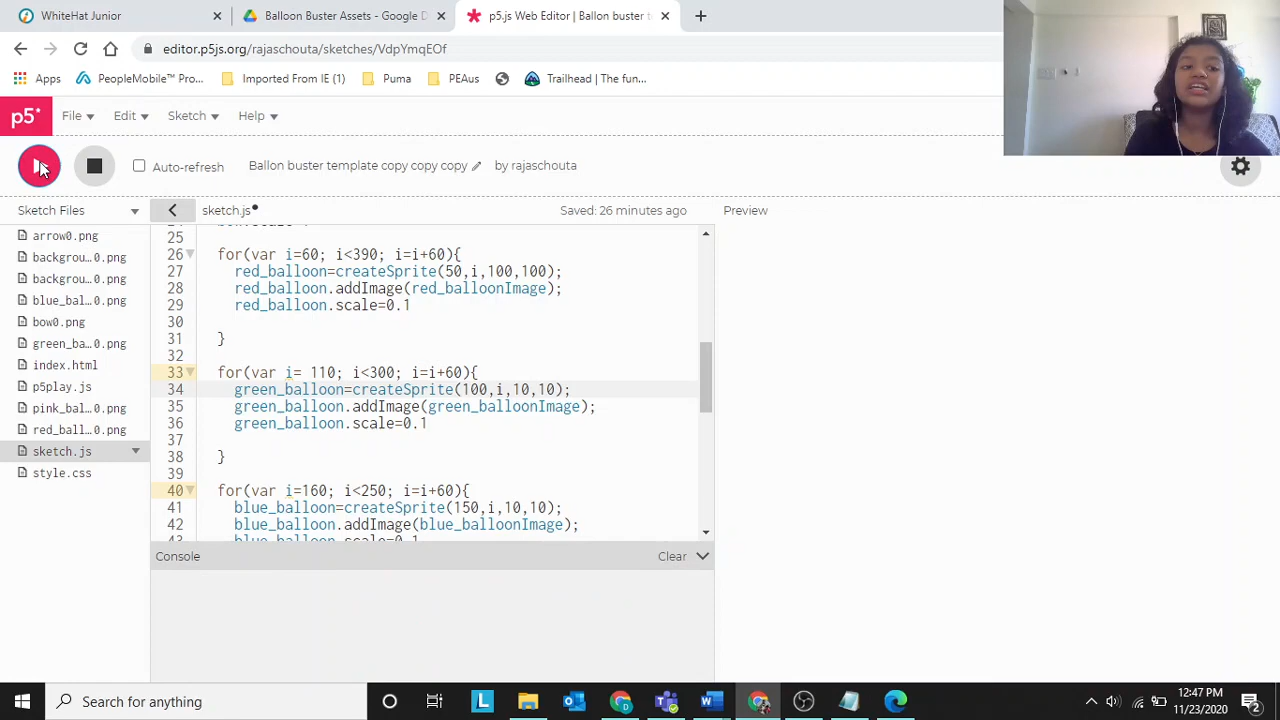 WhiteHat Junior
Balloon Buster Assets - Google D
p5.js Web Editor | Ballon buster t
editor.p5js.org/rajaschouta/sketches/VdpYmqEOf
Apps
PeopleMobile™ Pro...
Imported From IE (1)
Puma
PEAus
Trailhead | The fun...
p5*
File
Edit
Sketch
Help
Auto-refresh
Ballon buster template copy copy copy
by rajaschouta
Sketch Files
sketch.js
Saved: 26 minutes ago
Preview
arrow0.png
backgrou...0.png
backgrou...0.png
blue_bal...0.png
bow0.png
green_ba...0.png
index.html
p5play.js
pink_bal...0.png
red_ball...0.png
sketch.js
style.css
25
26 for(var i=60; i<390; i=i+60){
27 red_balloon=createSprite(50,i,100,100);
28 red_balloon.addImage(red_balloonImage);
29 red_balloon.scale=0.1
30
31 }
32
33 for(var i= 110; i<300; i=i+60){
34 green_balloon=createSprite(100,i,10,10);
35 green_balloon.addImage(green_balloonImage);
36 green_balloon.scale=0.1
37
38 }
39
40 for(var i=160; i<250; i=i+60){
41 blue_balloon=createSprite(150,i,10,10);
42 blue_balloon.addImage(blue_balloonImage);
43 blue_balloon.scale=0.1
Console
Clear
Search for anything
12:47 PM
11/23/2020
2